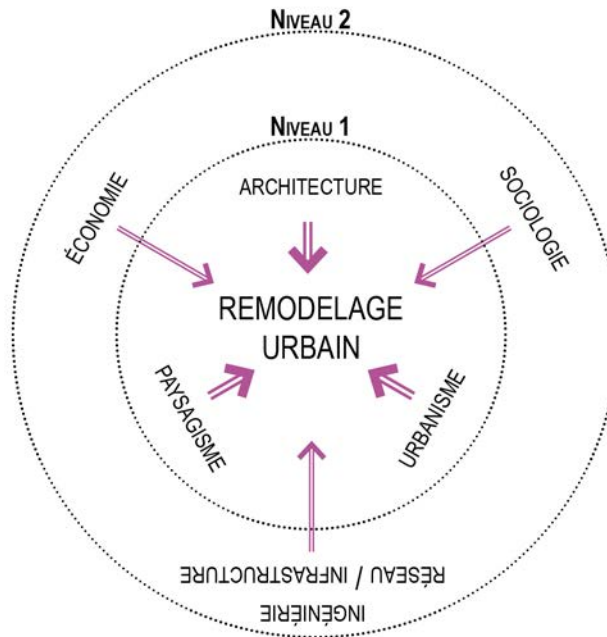 NIVEAU 2
NIVEAU 1
ARCHITECTURE
ÉCONOMIE
SOCIOLOGIE
REMODELAGE
URBAIN
PAYSAGISME
URBANISME
INGÉNIÉRIE
RÉSEAU / INFRASTRUCTURE